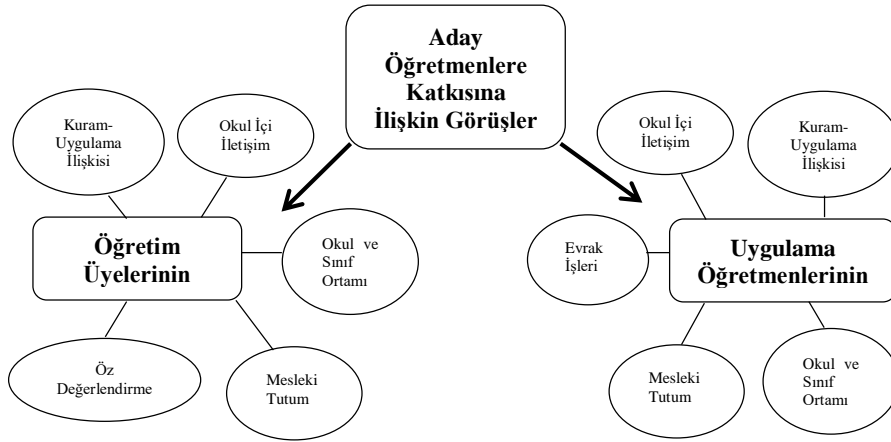 Aday
Öğretmenlere
Katkısına
İlişkin Görüşler
Kuram-
Uygulama
İlişkisi
Okul İçi
İletişim
Öğretim
Üyelerinin
Okul ve
Sınıf
Ortamı
Öz
Değerlendirme
Mesleki
Tutum
Okul İçi
İletişim
Kuram-
Uygulama
İlişkisi
Evrak
İşleri
Uygulama
Öğretmenlerinin
Mesleki
Tutum
Okul ve
Sınıf
Ortamı